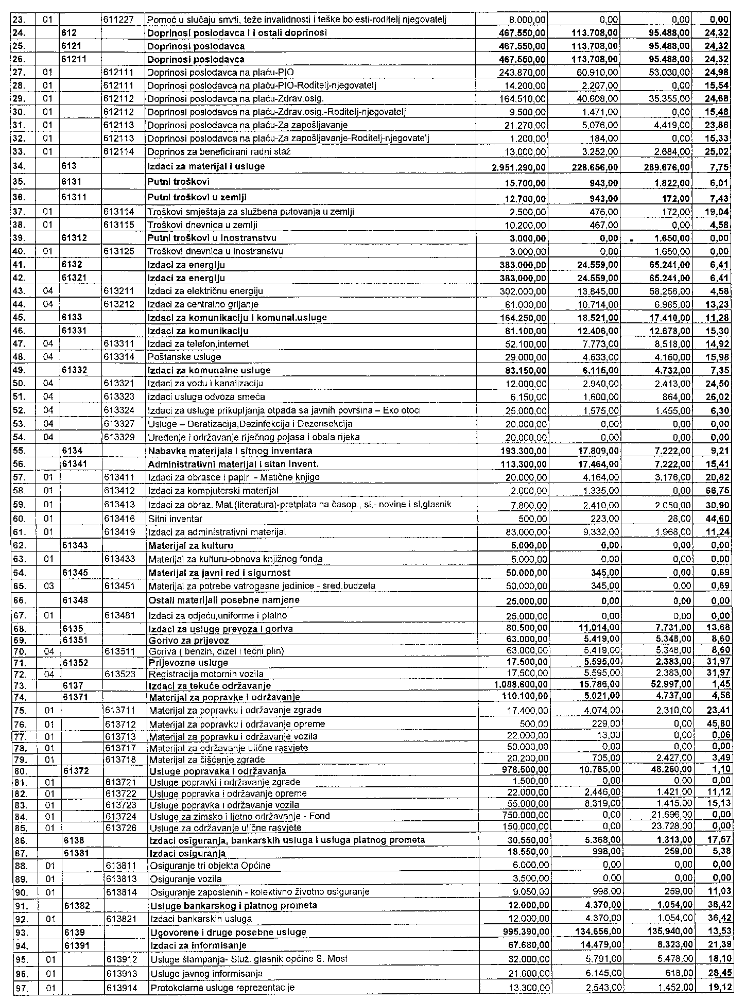 23. 01 611227 Pomoć u slučaju smrti, teže invalidnosti i teške bolesti-roditelj njegovatelj 8.000,00 0,00 0,00 0,00
24. 612 Doprinosi poslodavca i i ostali doprinosi 467.550,00 113.708,00 95.488,00 24,32
25. 6121 Doprinosi poslodavca 467.550,00 113.708,00 95.488,00 24,32
26. 61211 Doprinosi poslodavca 467.550,00 113.708,00 95.488,00 24,32
27. 01 612111 Doprinosi poslodavca na plaću-PIO 243.870,00 60.910,00 53.030,00 24,98
28. 01 612111 Doprinosi poslodavca na plaću-PIO-Roditelj-njegovatelj 14.200,00 2.207,00 0,00 15,54
29. 01 612112 Doprinosi poslodavca na plaću-Zdrav.osig. 164.510,00 40.608,00 35.355,00 24,68
30. 01 612112 Doprinosi poslodavca na plaću-Zdrav.osig.-Roditelj-njegovatelj 9.500,00 1.471,00 0,00 15,48
31. 01 612113 Doprinosi poslodavca na plaću-Za zapošljavanje 21.270,00 5.076,00 4.419,00 23,86
32. 01 612113 Doprinosi poslodavca na plaću-Za zapošljavanje-Roditelj-njegovatelj 1.200,00 184,00 0,00 15,33
33. 01 612114 Doprinos za beneficirani radni staž 13.000,00 3.252,00 2.684,00 25,02
34. 613 Izdaci za materijal i usluge 2.951.290,00 228.656,00 289.676,00 7,75
35. 6131 Putni troškovi 15.700,00 943,00 1.822,00 6,01
36. 61311 Putni troškovi u zemlji 12.700,00 943,00 172,00 7,43
37. 01 613114 Troškovi smještaja za službena putovanja u zemlji 2.500,00 476,00 172,00 19,04
38. 01 613115 Troškovi dnevnica u zemlji 10.200,00 467,00 0,00 4,58
39. 61312 Putni troškovi u Inostranstvu 3.000,00 0,00 1.650,00 0,00
40. 01 613125 Troškovi dnevnica u inostranstvu 3.000,00 0,00 1.650,00 0,00
41. 6132 Izdaci za energiju 383.000,00 24.559,00 65.241,00 6,41
42. 61321 Izdaci za energiju 383.000,00 24.559,00 65.241,00 6,41
43. 04 613211 Izdaci za električnu energiju 302.000,00 13.845,00 58.256,00 4,58
44. 04 613212 Izdaci za centralno grijanje 81.000,00 10.714,00 6.985,00 13,23
45. 6133 Izdaci za komunikaciju i komunal.usluge 164.250,00 18.521,00 17.410,00 11,28
46. 61331 Izdaci za komunikaciju 81.100,00 12.406,00 12.678,00 15,30
47. 04 613311 Izdaci za telefon,internet 52.100,00 7.773,00 8.518,00 14,92
48. 04 613314 Poštanske usluge 29.000,00 4.633,00 4.160,00 15,98
49. 61332 Izdaci za komunalne usluge 83.150,00 6.115,00 4.732,00 7,35
50. 04 613321 Izdaci za vodu i kanalizaciju 12.000,00 2.940,00 2.413,00 24,50
51. 04 613323 Izdaci usluga odvoza smeća 6.150,00 1.600,00 864,00 26,02
52. 04 613324 Izdaci za usluge prikupljanja otpada sa javnih površina – Eko otoci 25.000,00 1.575,00 1.455,00 6,30
53. 04 613327 Usluge – Deratizacija,Dezinfekcija i Dezensekcija 20.000,00 0,00 0,00 0,00
54. 04 613329 Uređenje i održavanje riječnog pojasa i obala rijeka 20.000,00 0,00 0,00 0,00
55. 6134 Nabavka materijala i sitnog inventara 193.300,00 17.809,00 7.222,00 9,21
56. 61341 Administrativni materijal i sitan Invent. 113.300,00 17.464,00 7.222,00 15,41
57. 01 613411 Izdaci za obrasce i papir - Matične knjige 20.000,00 4.164,00 3.176,00 20,82
58. 01 613412 Izdaci za kompjuterski materijal 2.000,00 1.335,00 0,00 66,75
59. 01 613413 Izdaci za obraz. Mat.(literatura)-pretplata na časop., sl.- novine i sl.glasnik 7.800,00 2.410,00 2.050,00 30,90
60. 01 613416 Sitni inventar 500,00 223,00 28,00 44,60
61. 01 613419 Izdaci za administrativni materijal 83.000,00 9.332,00 1.968,00 11,24
62. 61343 Materijal za kulturu 5.000,00 0,00 0,00 0,00
63. 01 613433 Materijal za kulturu-obnova knjižnog fonda 5.000,00 0,00 0,00 0,00
64. 61345 Materijal za javni red i sigurnost 50.000,00 345,00 0,00 0,69
65. 03 613451 Materijal za potrebe vatrogasne jedinice - sred.budzeta 50.000,00 345,00 0,00 0,69
66. 61348 Ostali materijali posebne namjene 25.000,00 0,00 0,00 0,00
67. 01 613481 Izdaci za odjeću,uniforme i platno 25.000,00 0,00 0,00 0,00
68. 6135 Izdaci za usluge prevoza i goriva 80.500,00 11.014,00 7.731,00 13,68
69. 61351 Gorivo za prijevoz 63.000,00 5.419,00 5.348,00 8,60
70. 04 613511 Goriva ( benzin, dizel i tečni plin) 63.000,00 5.419,00 5.348,00 8,60
71. 61352 Prijevozne usluge 17.500,00 5.595,00 2.383,00 31,97
72. 04 613523 Registracija motornih vozila 17.500,00 5.595,00 2.383,00 31,97
73. 6137 Izdaci za tekuće održavanje 1.088.600,00 15.786,00 52.997,00 1,45
74. 61371 Materijal za popravke i održavanje 110.100,00 5.021,00 4.737,00 4,56
75. 01 613711 Materijal za popravku i održavanje zgrade 17.400,00 4.074,00 2.310,00 23,41
76. 01 613712 Materijal za popravku i održavanje opreme 500,00 229,00 0,00 45,80
77. 01 613713 Materijal za popravku i održavanje vozila 22.000,00 13,00 0,00 0,06
78. 01 613717 Materijal za održavanje ulične rasvjete 50.000,00 0,00 0,00 0,00
79. 01 613718 Materijal za čišćenje zgrade 20.200,00 705,00 2.427,00 3,49
80. 61372 Usluge popravaka i održavanja 978.500,00 10.765,00 48.260,00 1,10
81. 01 613721 Usluge popravki i održavanje zgrade 1.500,00 0,00 0,00 0,00
82. 01 613722 Usluge popravka i održavanje opreme 22.000,00 2.446,00 1.421,00 11,12
83. 01 613723 Usluge popravka i održavanje vozila 55.000,00 8.319,00 1.415,00 15,13
84. 01 613724 Usluge za zimsko i ljetno održavanje - Fond 750.000,00 0,00 21.696,00 0,00
85. 01 613726 Usluge za održavanje ulične rasvjete 150.000,00 0,00 23.728,00 0,00
86. 6138 Izdaci osiguranja, bankarskih usluga i usluga platnog prometa 30.550,00 5.368,00 1.313,00 17,57
87. 61381 Izdaci osiguranja 18.550,00 998,00 259,00 5,38
88. 01 613811 Osiguranje tri objekta Općine 6.000,00 0,00 0,00 0,00
89. 01 613813 Osiguranje vozila 3.500,00 0,00 0,00 0,00
90. 01 613814 Osiguranje zaposlenih - kolektivno životno osiguranje 9.050,00 998,00 259,00 11,03
91. 61382 Usluge bankarskog i platnog prometa 12.000,00 4.370,00 1.054,00 36,42
92. 01 613821 Izdaci bankarskih usluga 12.000,00 4.370,00 1.054,00 36,42
93. 6139 Ugovorene i druge posebne usluge 995.390,00 134.656,00 135.940,00 13,53
94. 61391 Izdaci za informisanje 67.680,00 14.479,00 8.323,00 21,39
95. 01 613912 Usluge štampanja- Služ. glasnik općine S. Most 32.000,00 5.791,00 5.478,00 18,10
96. 01 613913 Usluge javnog informisanja 21.600,00 6.145,00 618,00 28,45
97. 01 613914 Protokolarne usluge reprezentacije 13.300,00 2.543,00 1.452,00 19,12